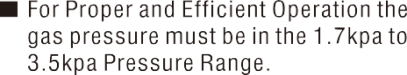 ■ For Proper and Efficient Operation the
gas pressure must be in the 1.7kpa to
3.5kpa Pressure Range.